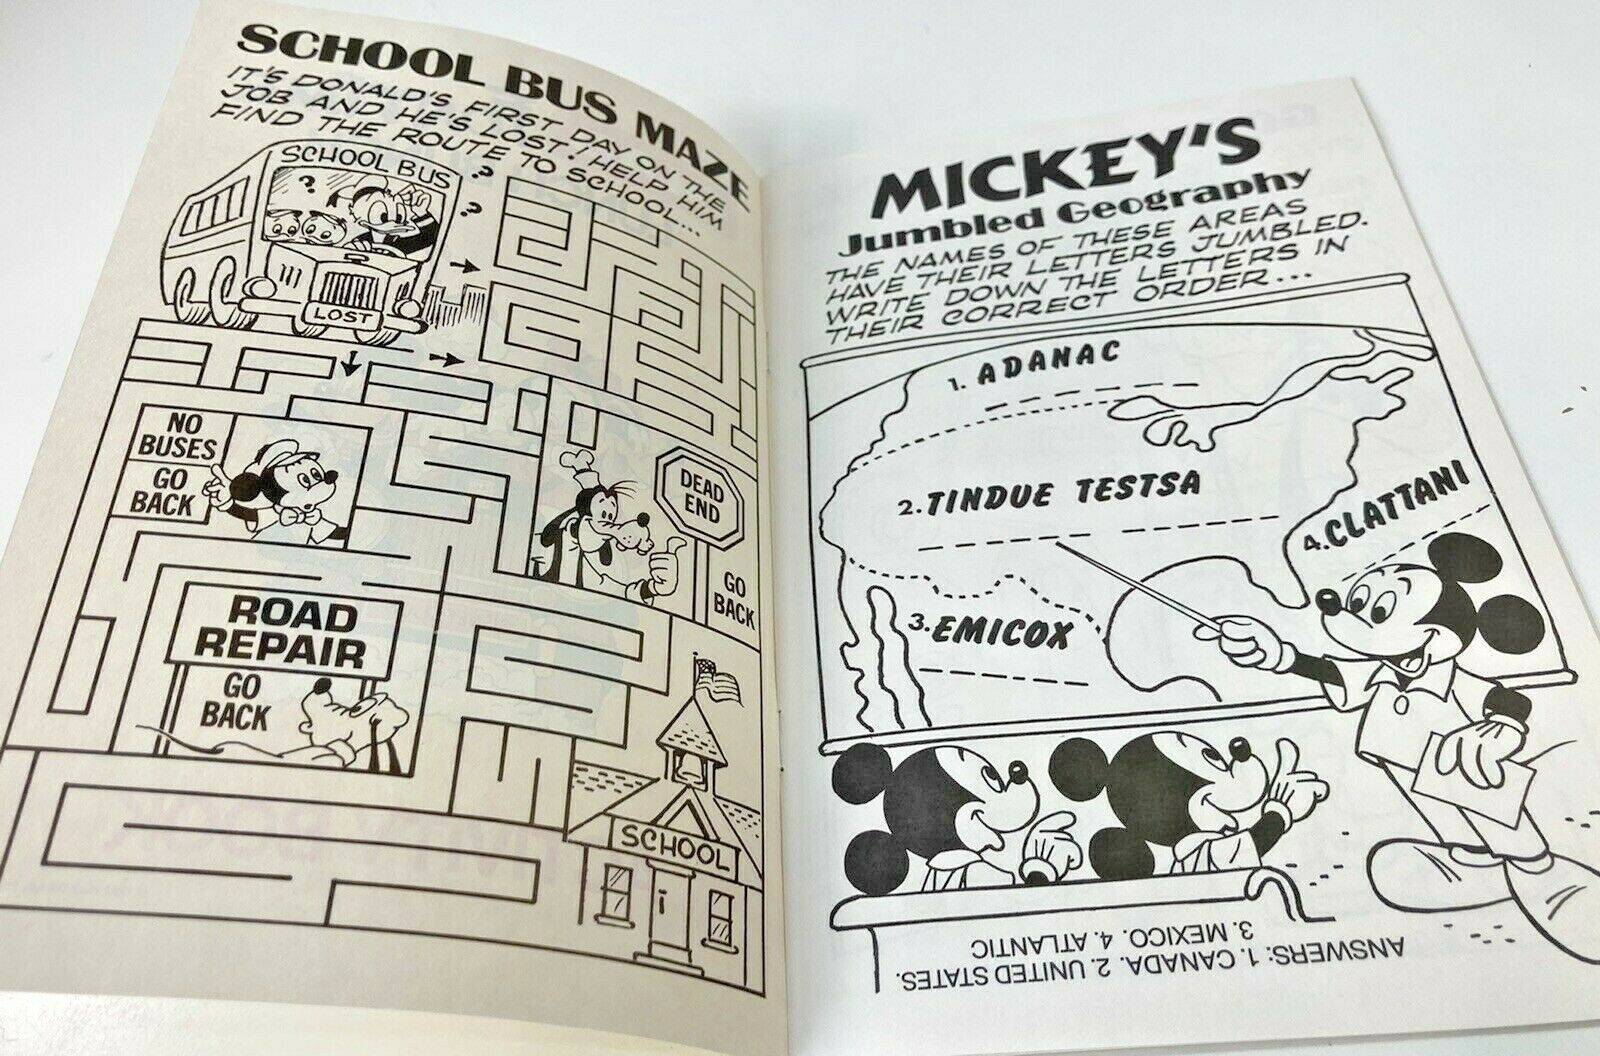 SCHOOL BUS MAZE
IT'S DONALD'S FIRST DAY ON THE
JOB AND HE'S LOST! HELP HIM
FIND THE ROUTE TO SCHOOL...
SCHOOL BUS
? ? ? ?
LOST
NO
BUSES
GO
BACK
DEAD
END
GO
BACK
ROAD
REPAIR
GO
BACK
SCHOOL
MICKEY'S
Jumbled Geography
THE NAMES OF THESE AREAS
HAVE THEIR LETTERS JUMBLED.
WRITE DOWN THE LETTERS IN
THEIR CORRECT ORDER...
1. ADANAC
2. TINDUE TESTSA
3. EMICOX
4. CLATTANI
ANSWERS: 1. CANADA. 2. UNITED STATES.
3. MEXICO. 4. ATLANTIC